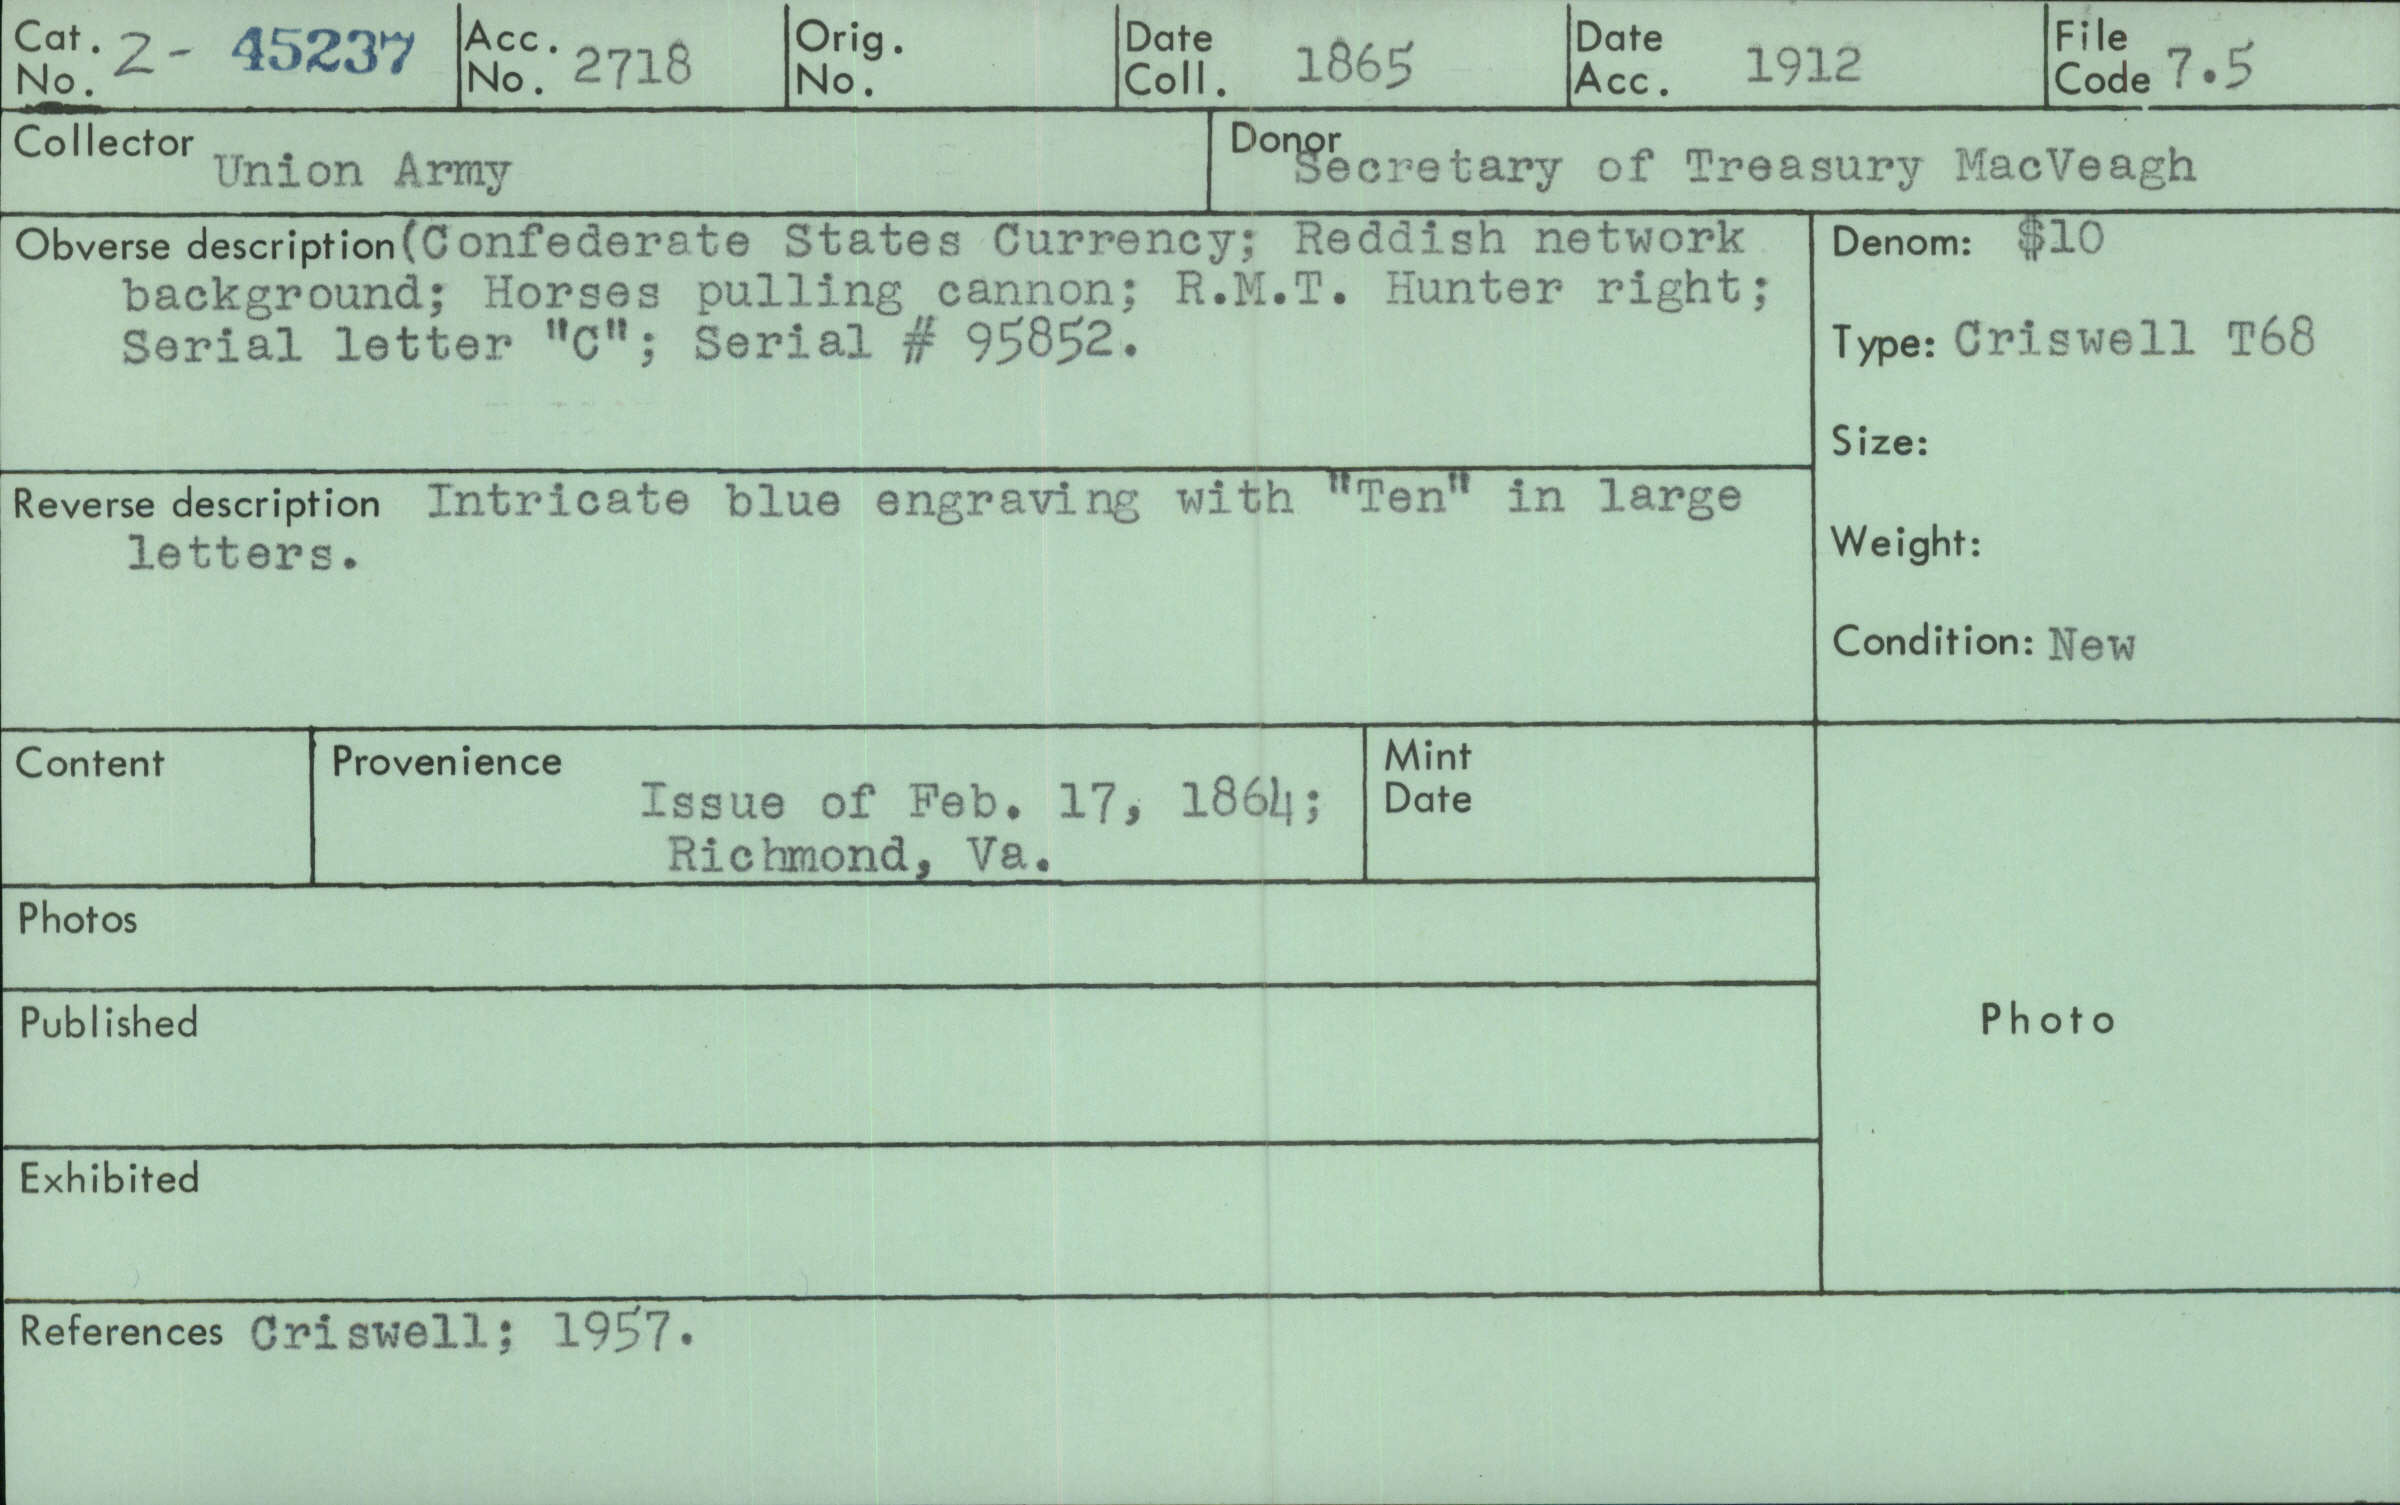 Cat. No. 2- 45237 Acc. No. 2718 Orig. No. Date Coll. 1865 Date Acc. 1912 File Code 7.5
Collector Union Army Donor Secretary of Treasury MacVeagh
Obverse description (Confederate States Currency; Reddish network
background; Horses pulling cannon; R.M.T. Hunter right;
Serial letter "C"; Serial # 95852.
Denom: $10
Type: Criswell T68
Size:
Weight:
Condition: New
Reverse description Intricate blue engraving with "Ten" in large
letters.
Content
Provenience
Issue of Feb. 17, 1864;
Richmond, Va.
Mint
Date
Photos
Published
Photo
Exhibited
References Criswell; 1957.